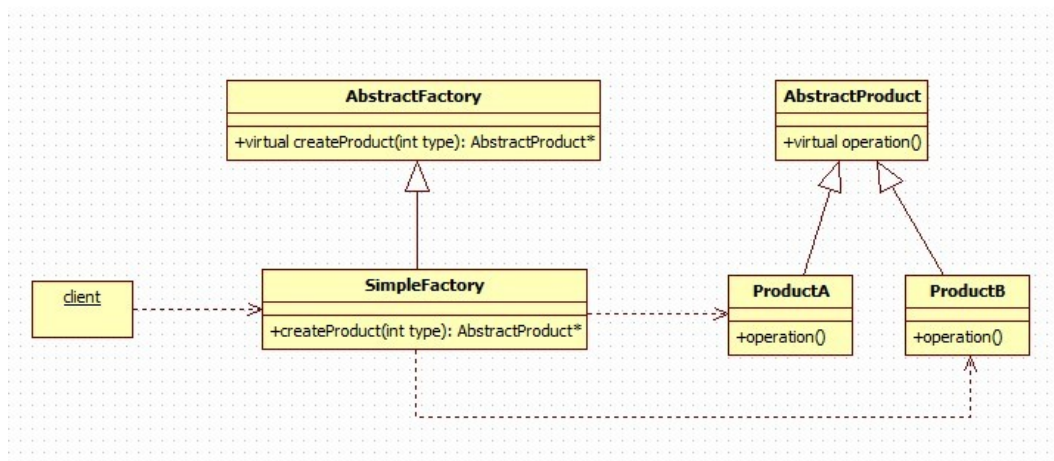 AbstractFactory
+virtual createProduct(int type): AbstractProduct*
AbstractProduct
+virtual operation()
client
SimpleFactory
+createProduct(int type): AbstractProduct*
ProductA
+operation()
ProductB
+operation()